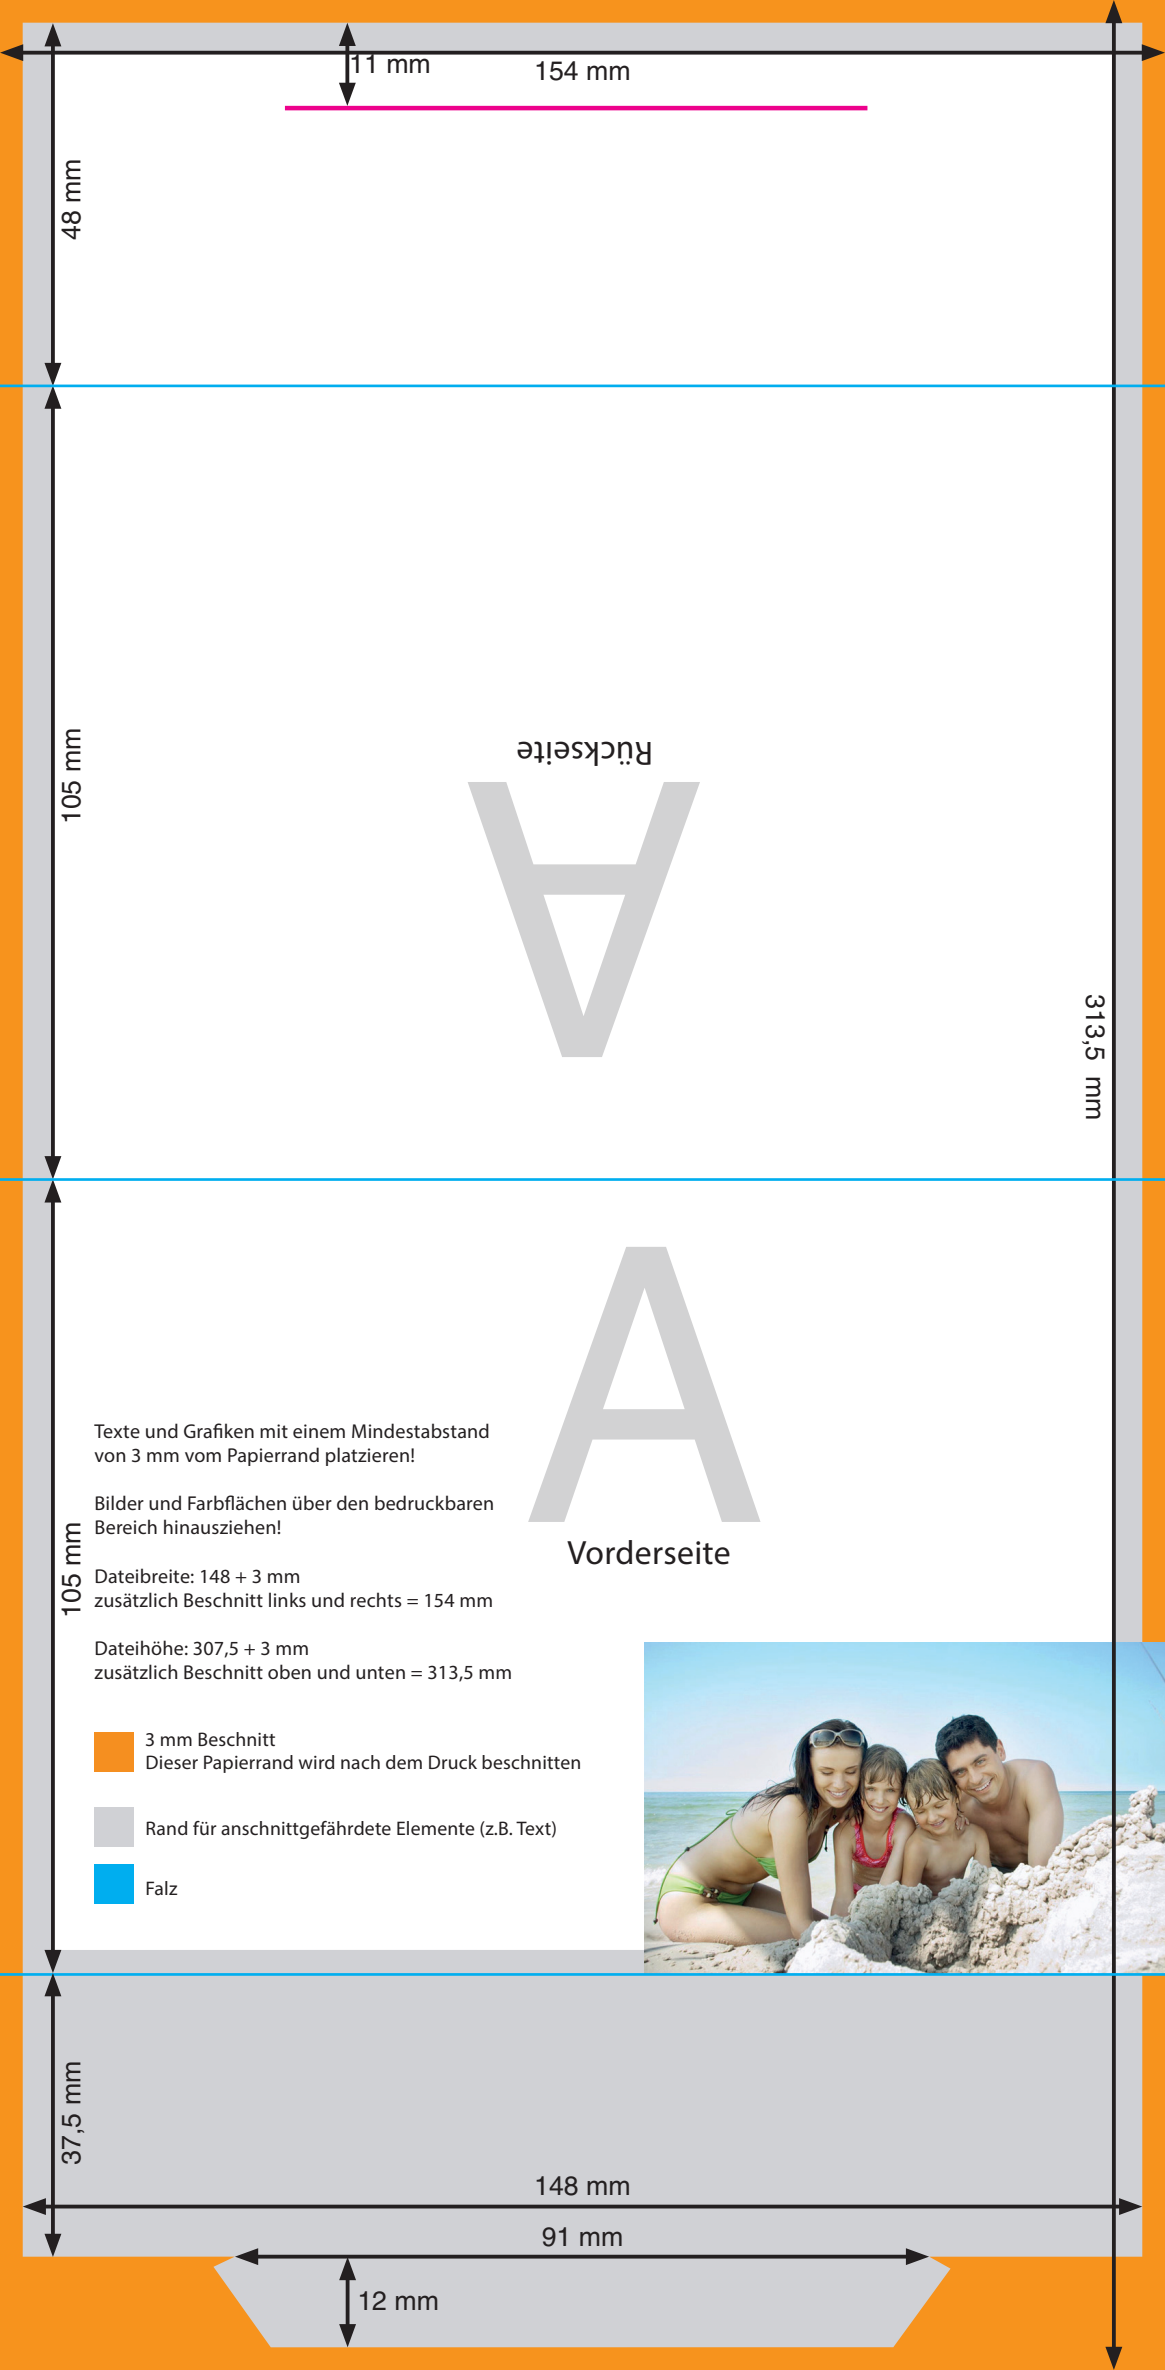 11 mm
154 mm
48 mm
Rückseite
A
105 mm
313,5 mm
A
Vorderseite
Texte und Grafiken mit einem Mindestabstand
von 3 mm vom Papierrand platzieren!
Bilder und Farbflächen über den bedruckbaren
Bereich hinausziehen!
105 mm
Dateibreite: 148 + 3 mm
zusätzlich Beschnitt links und rechts = 154 mm
Dateihöhe: 307,5 + 3 mm
zusätzlich Beschnitt oben und unten = 313,5 mm
3 mm Beschnitt
Dieser Papierrand wird nach dem Druck beschnitten
Rand für anschnittgefährdete Elemente (z.B. Text)
Falz
37,5 mm
148 mm
91 mm
12 mm